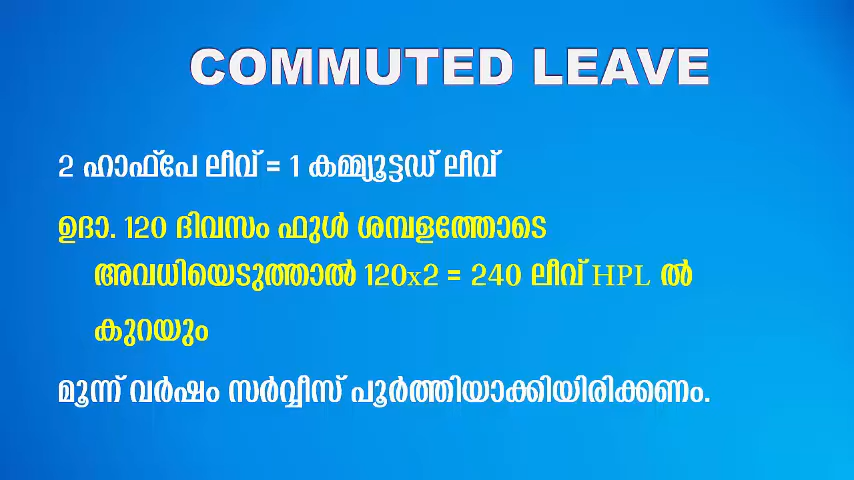 COMMUTED LEAVE
2 ഹാഫ്പേ ലീവ് = 1 കമ്മ്യൂട്ടഡ് ലീവ്
ഉദാ. 120 ദിവസം ഫുൾ ശമ്പളത്തോടെ
അവധിയെടുത്താൽ 120x2 = 240 ലീവ് HPL ൽ
കുറയും
മൂന്ന് വർഷം സർവ്വീസ് പൂർത്തിയാക്കിയിരിക്കണം.